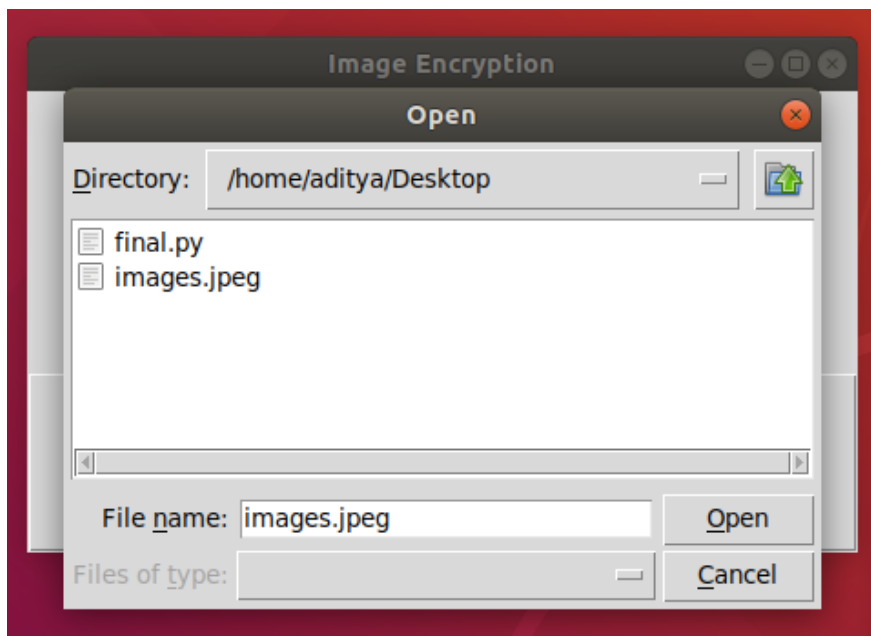 Image Encryption
Open
Directory: /home/aditya/Desktop
final.py
images.jpeg
File name: images.jpeg Open
Files of type: Cancel